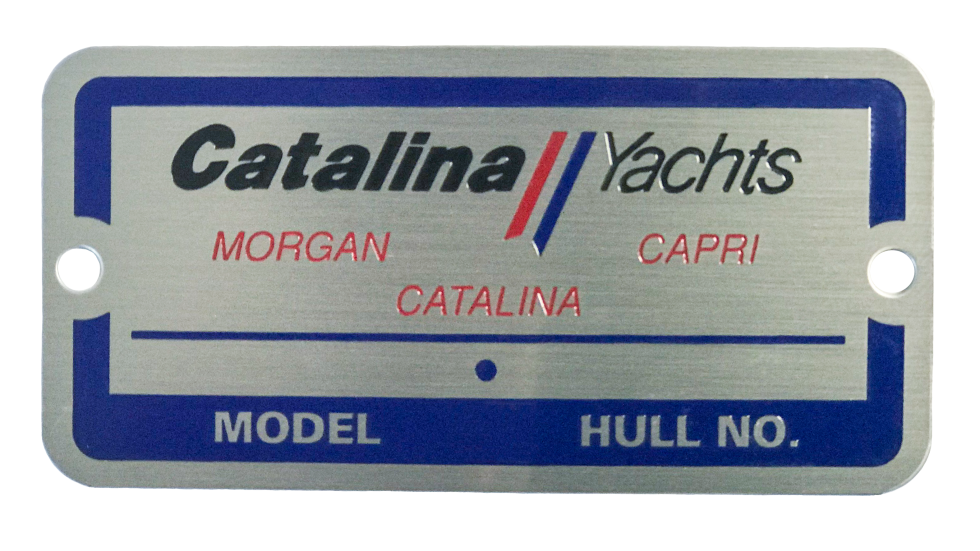 Catalina Yachts
MORGAN CAPRI
CATALINA
MODEL HULL NO.